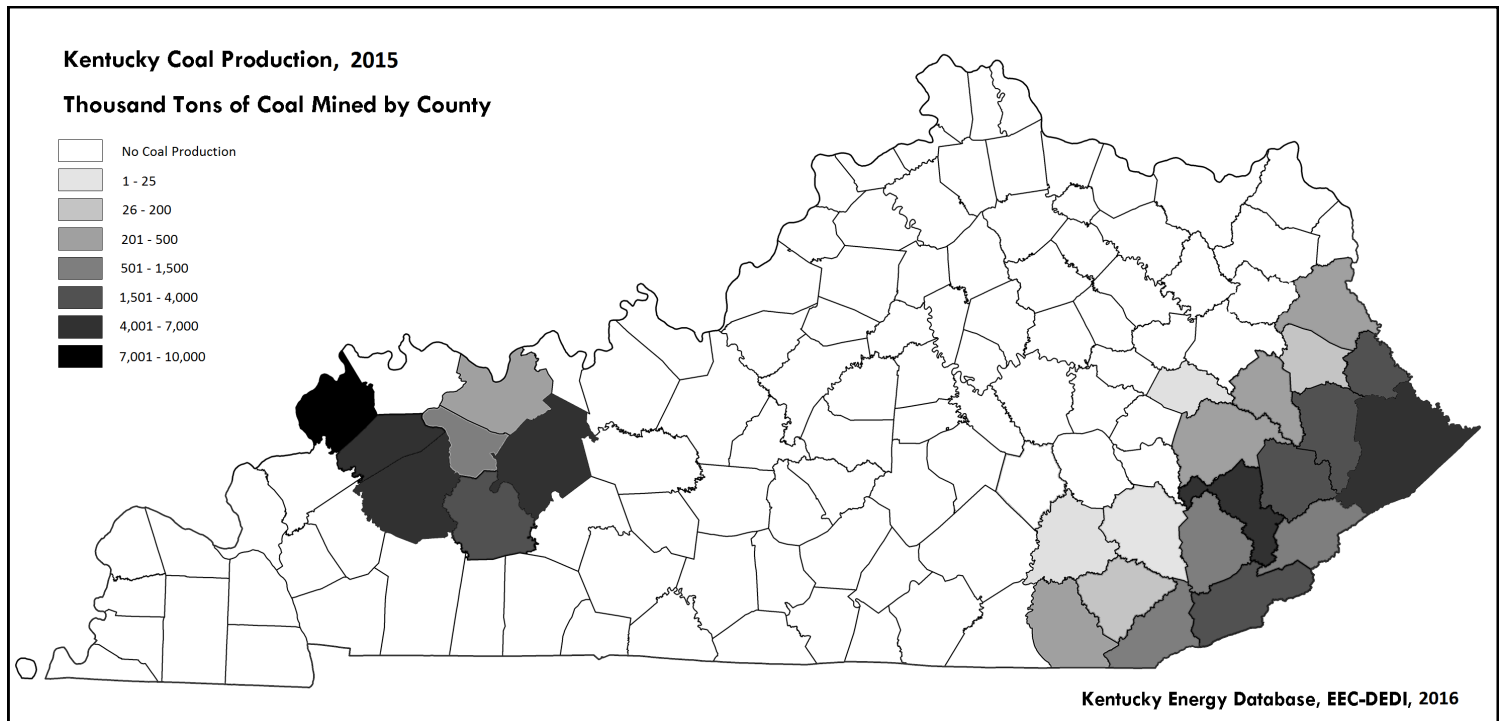 Kentucky Coal Production, 2015
Thousand Tons of Coal Mined by County
No Coal Production
1 - 25
26 - 200
201 - 500
501 - 1,500
1,501 - 4,000
4,001 - 7,000
7,001 - 10,000
Kentucky Energy Database, EEC-DEDI, 2016